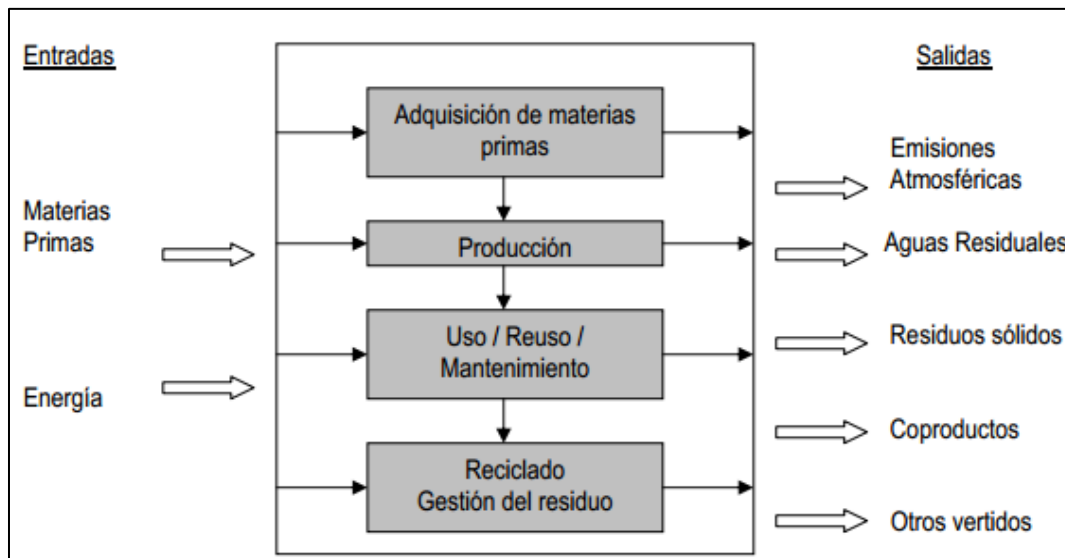 Entradas
Materias
Primas
Energía
Adquisición de materias
primas
Producción
Uso / Reuso /
Mantenimiento
Reciclado
Gestión del residuo
Salidas
Emisiones
Atmosféricas
Aguas Residuales
Residuos sólidos
Coproductos
Otros vertidos